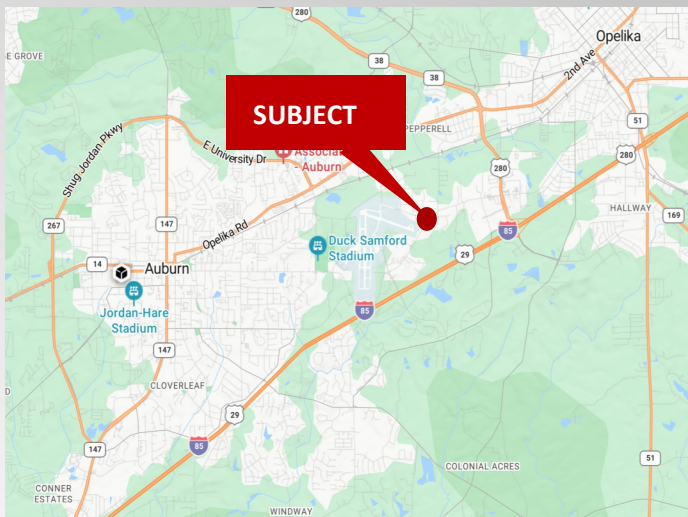 280
Opelika
E GROVE
38
2nd Ave
38
SUBJECT
51
PEPPERELL
Shug Jordan Pkwy
E University Dr
Associa
- Auburn
280
280
HALLWAY
169
267
147
Opelika Rd
85
Duck Samford
Stadium
29
14
Auburn
Jordan-Hare
Stadium
85
147
CLOVERLEAF
D
29
85
147
COLONIAL ACRES
51
CONNER
ESTATES
WINDWAY